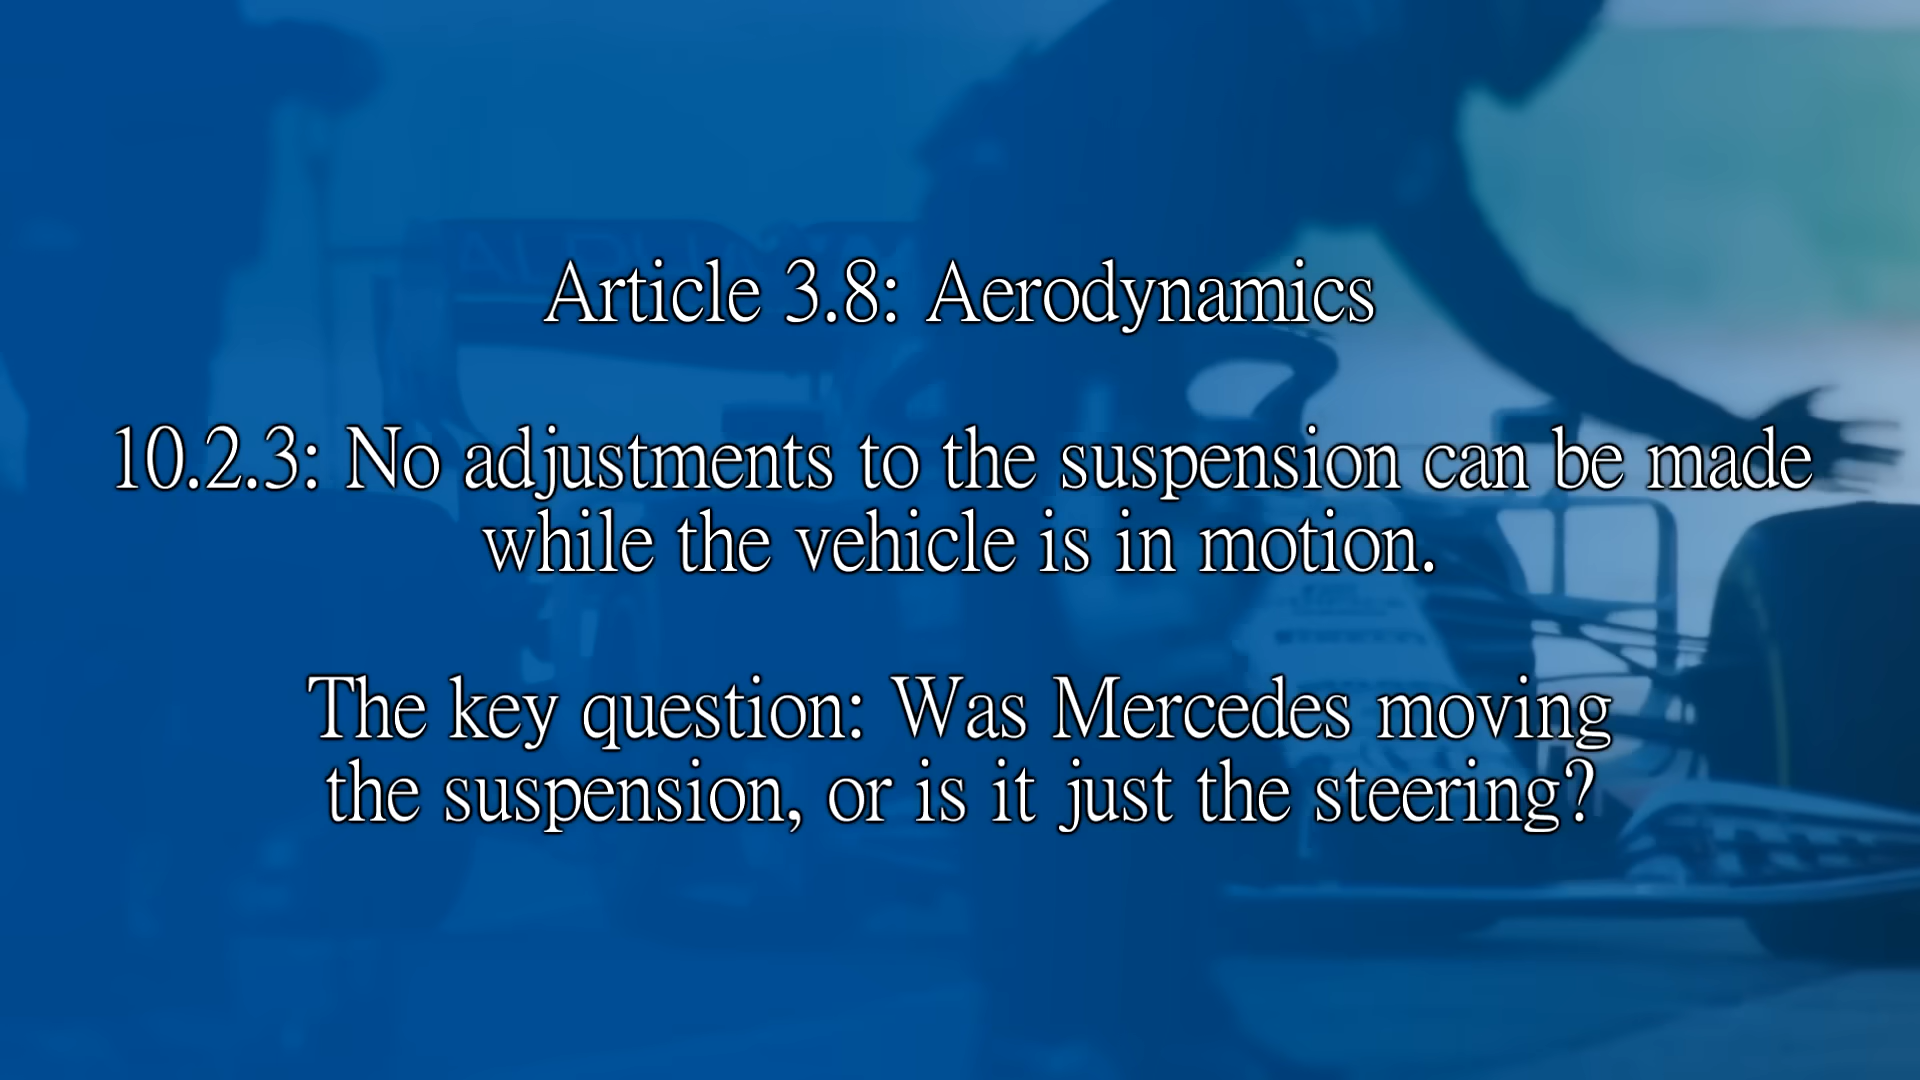 Article 3.8: Aerodynamics
10.2.3: No adjustments to the suspension can be made
while the vehicle is in motion.
The key question: Was Mercedes moving
the suspension, or is it just the steering?